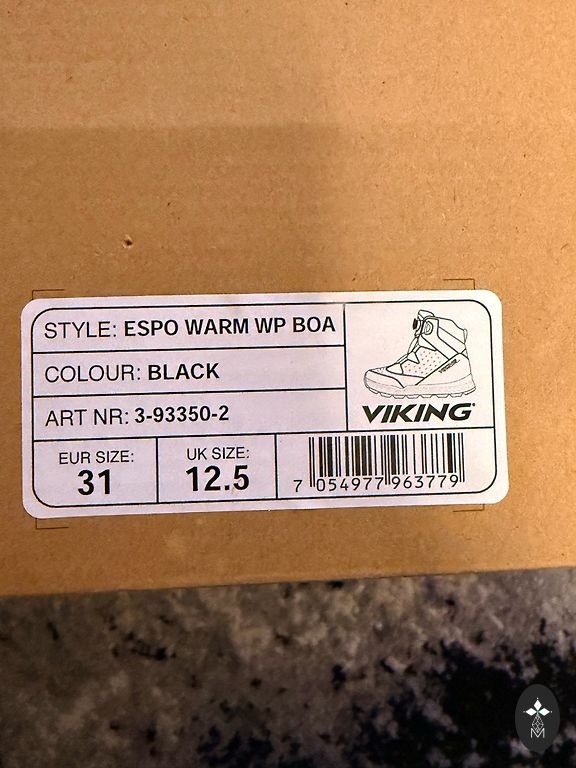 STYLE: ESPO WARM WP BOA
COLOUR: BLACK
ART NR: 3-93350-2
VIKING
EUR SIZE:
31
UK SIZE:
12.5
7 054977 963779
M